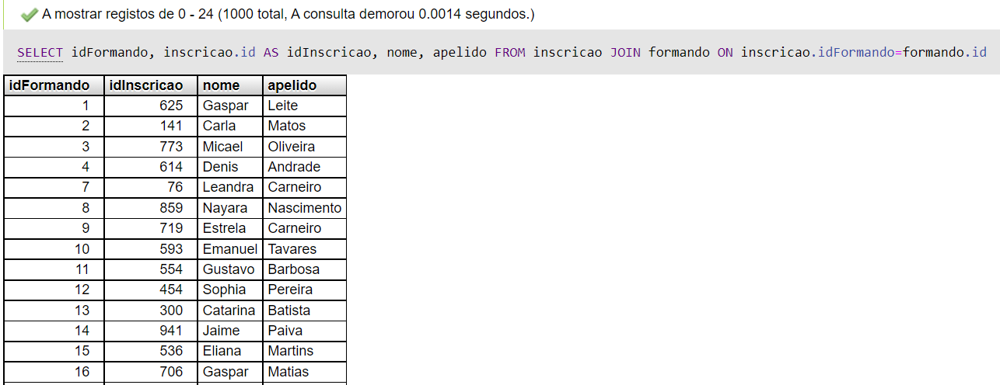 A mostrar registos de 0 - 24 (1000 total, A consulta demorou 0.0014 segundos.)
SELECT idFormando, inscricao.id AS idInscricao, nome, apelido FROM inscricao JOIN formando ON inscricao.idFormando=formando.id
idFormando idInscricao nome apelido
1 625 Gaspar Leite
2 141 Carla Matos
3 773 Micael Oliveira
4 614 Denis Andrade
7 76 Leandra Carneiro
8 859 Nayara Nascimento
9 719 Estrela Carneiro
10 593 Emanuel Tavares
11 554 Gustavo Barbosa
12 454 Sophia Pereira
13 300 Catarina Batista
14 941 Jaime Paiva
15 536 Eliana Martins
16 706 Gaspar Matias